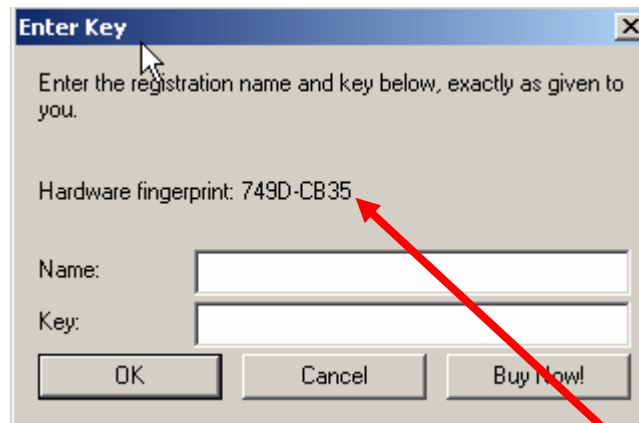 Enter Key
Enter the registration name and key below, exactly as given to
you.
Hardware fingerprint: 749D-CB35
Name:
Key:
OK Cancel Buy Now!